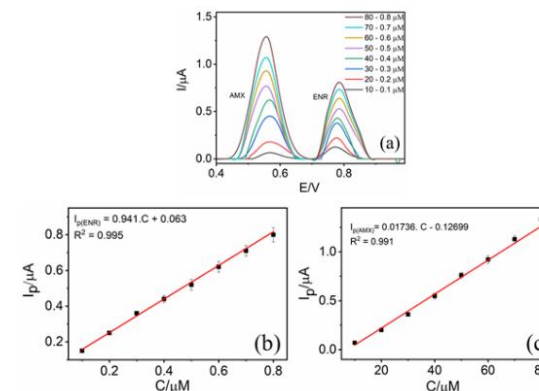 I/μA
1.5
1.0
0.5
0.0
AMX
ENR
80 - 0.8 μM
70 - 0.7 μM
60 - 0.6 μM
50 - 0.5 μM
40 - 0.4 μM
30 - 0.3 μM
20 - 0.2 μM
10 - 0.1 μM
(a)
0.4 0.6 0.8
E/V
Ip/μA
0.8
0.6
0.4
0.2
Ip(ENR) = 0.941.C + 0.063
R² = 0.995
(b)
0.2 0.4 0.6 0.8
C/μM
Ip/μA
1.0
0.5
0.0
Ip(AMX) = 0.01736. C - 0.12699
R² = 0.991
(c
20 40 60 8
C/μM